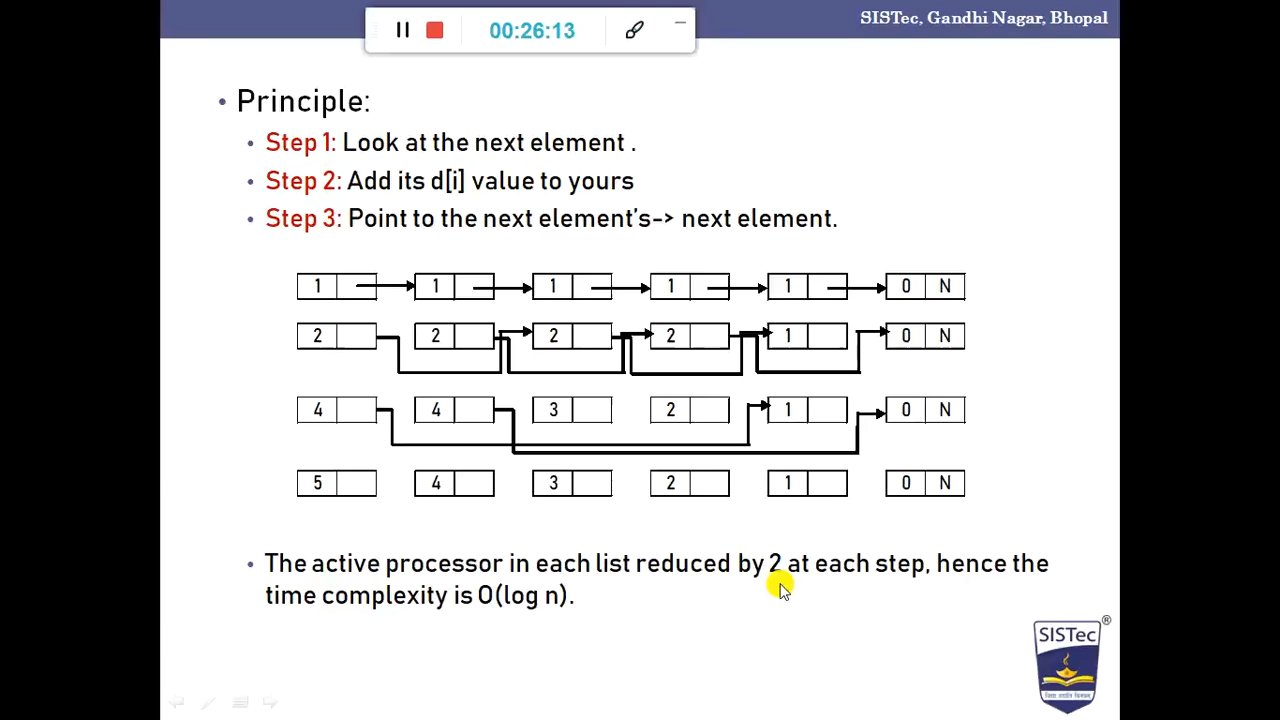 SISTec, Gandhi Nagar, Bhopal
00:26:13
• Principle:
• Step 1: Look at the next element .
• Step 2: Add its d[i] value to yours
• Step 3: Point to the next element's-> next element.
1 1 1 1 1 0 N
2 2 2 2 1 0 N
4 4 3 2 1 0 N
5 4 3 2 1 0 N
• The active processor in each list reduced by 2 at each step, hence the
time complexity is O(log n).
SISTec ®